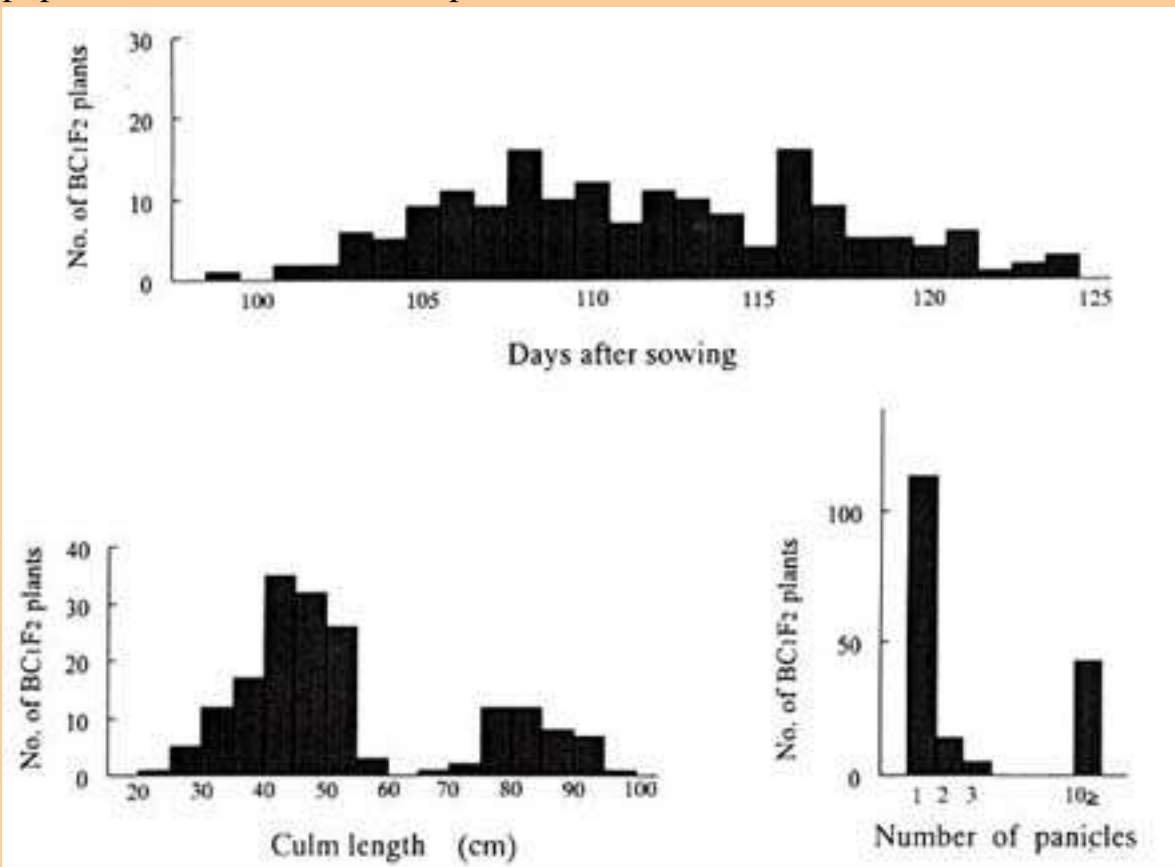 30
20
10
0
No. of BC1F2 plants
100 105 110 115 120 125
Days after sowing
40
30
20
10
0
No. of BC1F2 plants
20 30 40 50 60 70 80 90 100
Culm length (cm)
100
50
0
No. of BC1F2 plants
1 2 3 10≥
Number of panicles